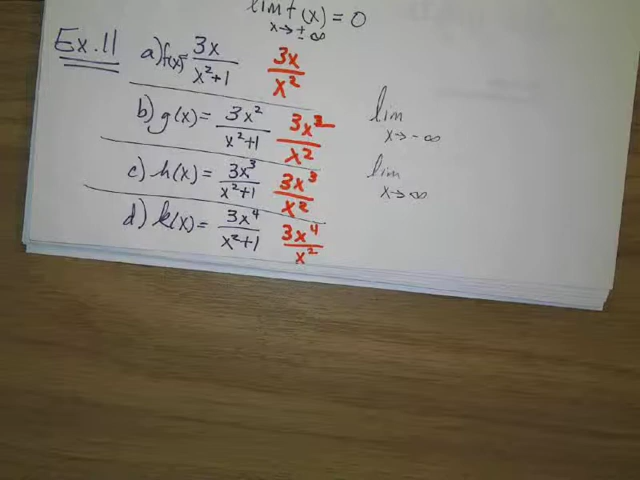 lim f(x) = 0
x→±∞
Ex.11
a) f(x)= 3x/x²+1 3x/x²
b) g(x) = 3x²/x²+1 3x²/x²
c) h(x) = 3x³/x²+1 3x³/x²
d) k(x) = 3x⁴/x²+1 3x⁴/x²
lim
x→-∞
lim
x→∞